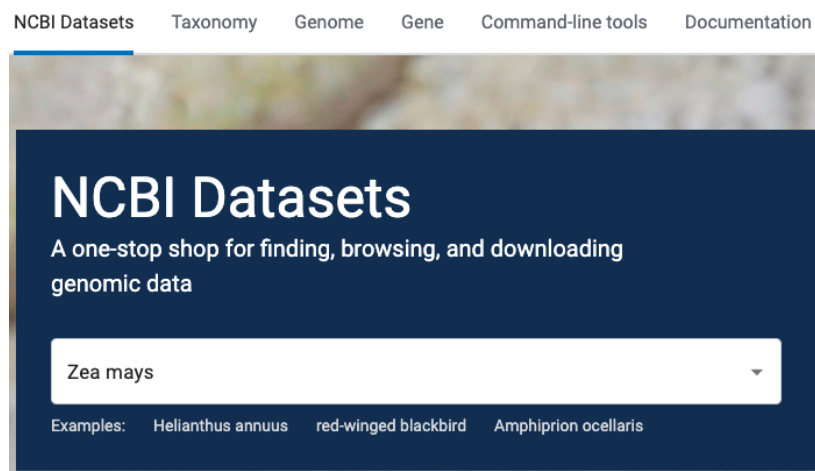 NCBI Datasets Taxonomy Genome Gene Command-line tools Documentation
NCBI Datasets
A one-stop shop for finding, browsing, and downloading
genomic data
Zea mays
Examples: Helianthus annuus red-winged blackbird Amphiprion ocellaris